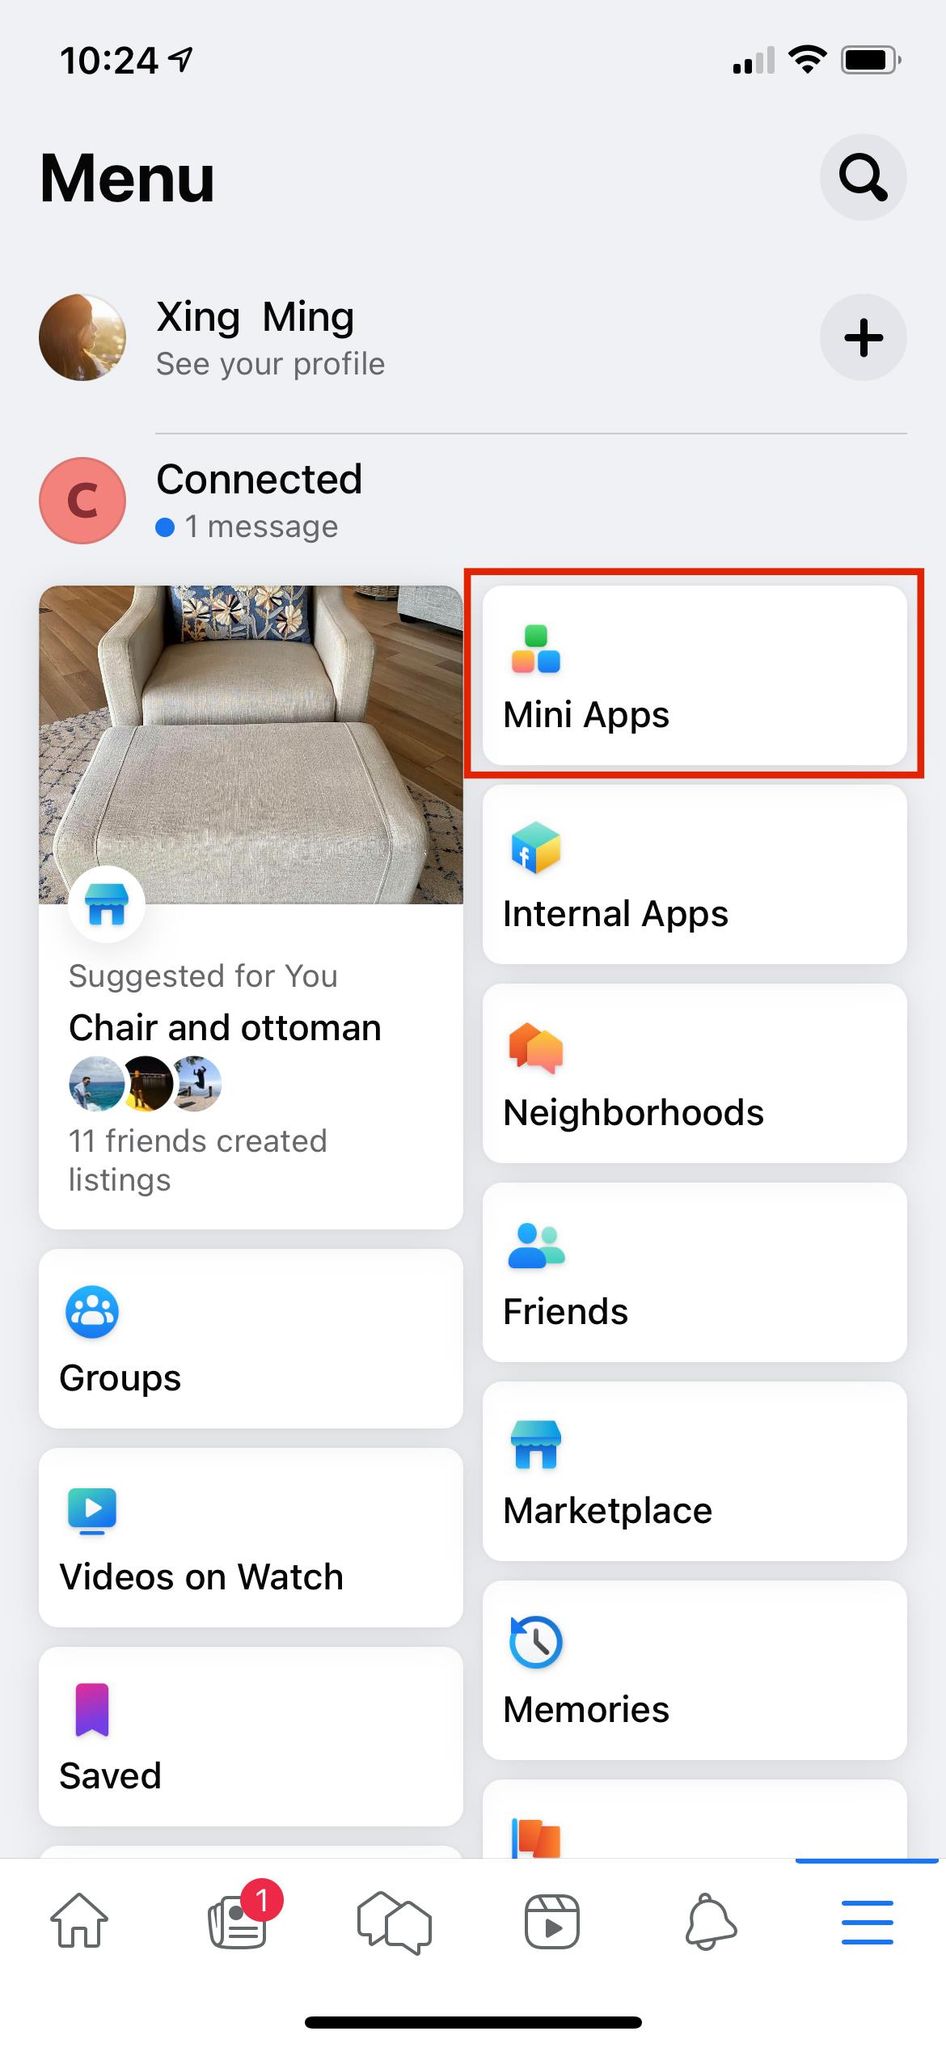 10:24
Menu
Xing Ming
See your profile
C
Connected
1 message
Suggested for You
Chair and ottoman
11 friends created
listings
Groups
Videos on Watch
Saved
Mini Apps
f
Internal Apps
Neighborhoods
Friends
Marketplace
Memories
1